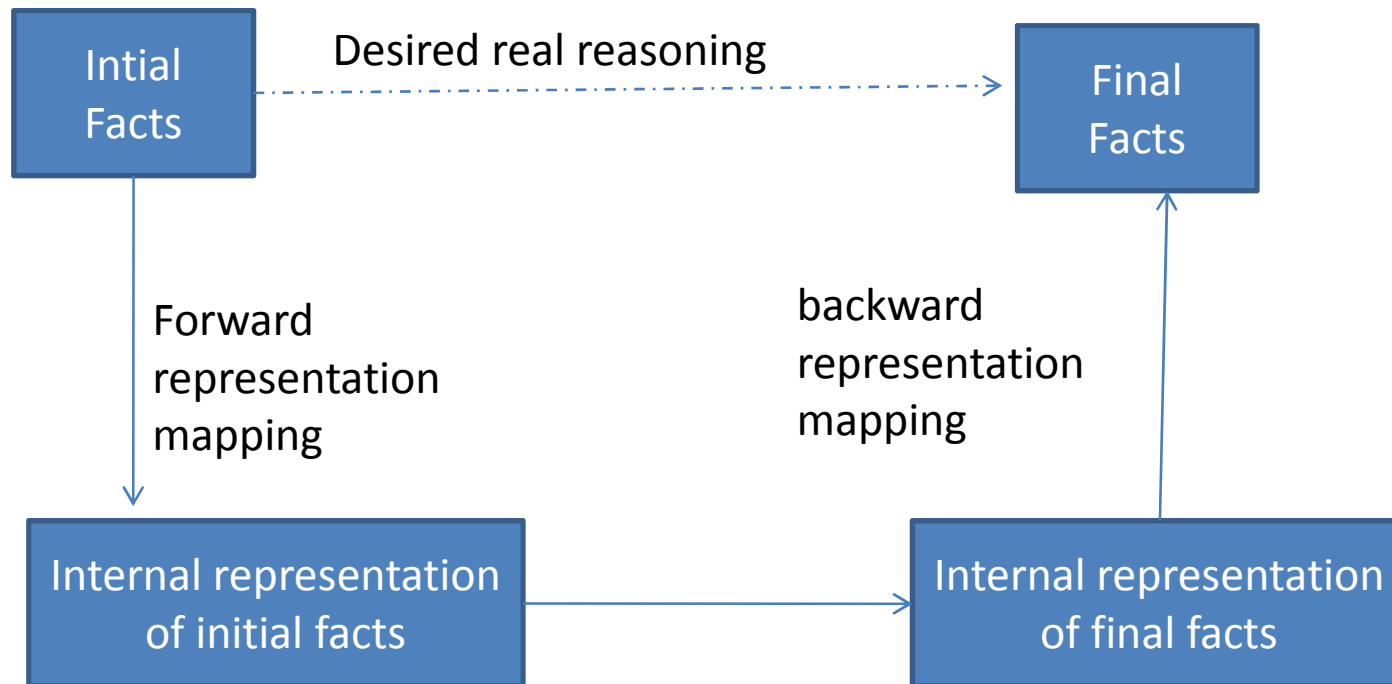 Intial
Facts
Desired real reasoning
Final
Facts
Forward
representation
mapping
backward
representation
mapping
Internal representation
of initial facts
Internal representation
of final facts